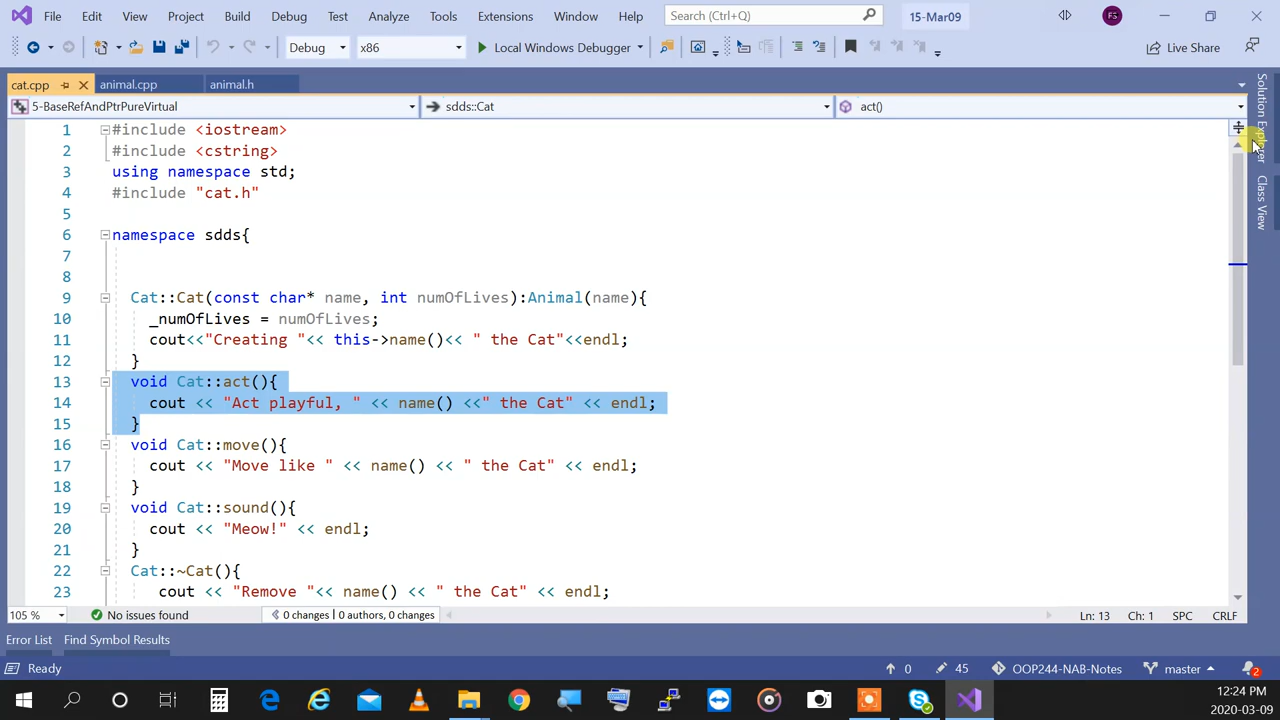 File Edit View Project Build Debug Test Analyze Tools Extensions Window Help Search (Ctrl+Q) 15-Mar09 FS
Debug x86 Local Windows Debugger Live Share
cat.cpp animal.cpp animal.h
5-BaseRefAndPtrPureVirtual sdds::Cat act()
1 #include <iostream>
2 #include <cstring>
3 using namespace std;
4 #include "cat.h"
5
6 namespace sdds{
7
8
9 Cat::Cat(const char* name, int numOfLives):Animal(name){
10 _numOfLives = numOfLives;
11 cout<<"Creating "<< this->name()<< " the Cat"<<endl;
12 }
13 void Cat::act(){
14 cout << "Act playful, " << name() <<" the Cat" << endl;
15 }
16 void Cat::move(){
17 cout << "Move like " << name() << " the Cat" << endl;
18 }
19 void Cat::sound(){
20 cout << "Meow!" << endl;
21 }
22 Cat::~Cat(){
23 cout << "Remove "<< name() << " the Cat" << endl;
Solution Explorer
Class View
105 % No issues found 0 changes | 0 authors, 0 changes Ln: 13 Ch: 1 SPC CRLF
Error List Find Symbol Results
Ready 0 45 OOP244-NAB-Notes master 2
12:24 PM
2020-03-09